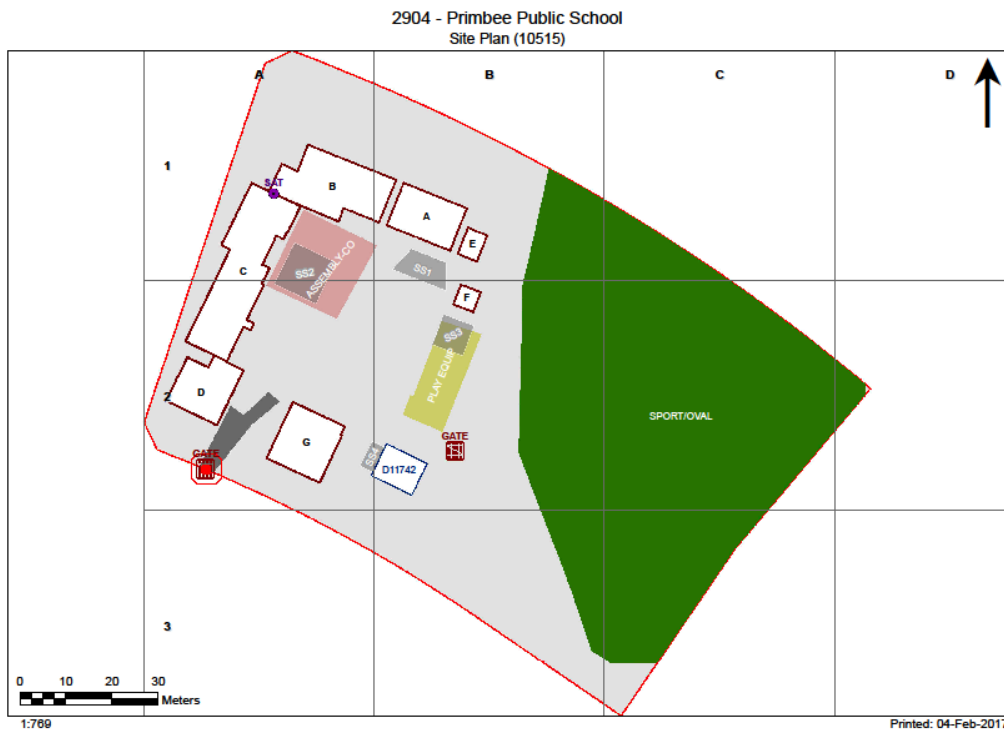 2904 - Primbee Public School
Site Plan (10515)
A
B
C
D
1
SAT
B
A
E
SS1
SS2
ASSEMBLY-CO
C
F
SS3
PLAY EQUIP
2
D
SPORT/OVAL
G
GATE
GATE
SS4
D11742
3
0 10 20 30
Meters
1:769
Printed: 04-Feb-2017